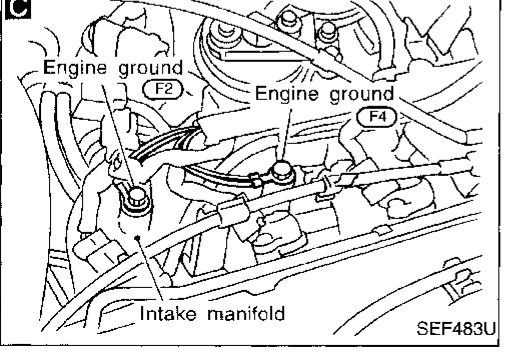 C
Engine ground
F2
Engine ground
F4
Intake manifold
SEF483U